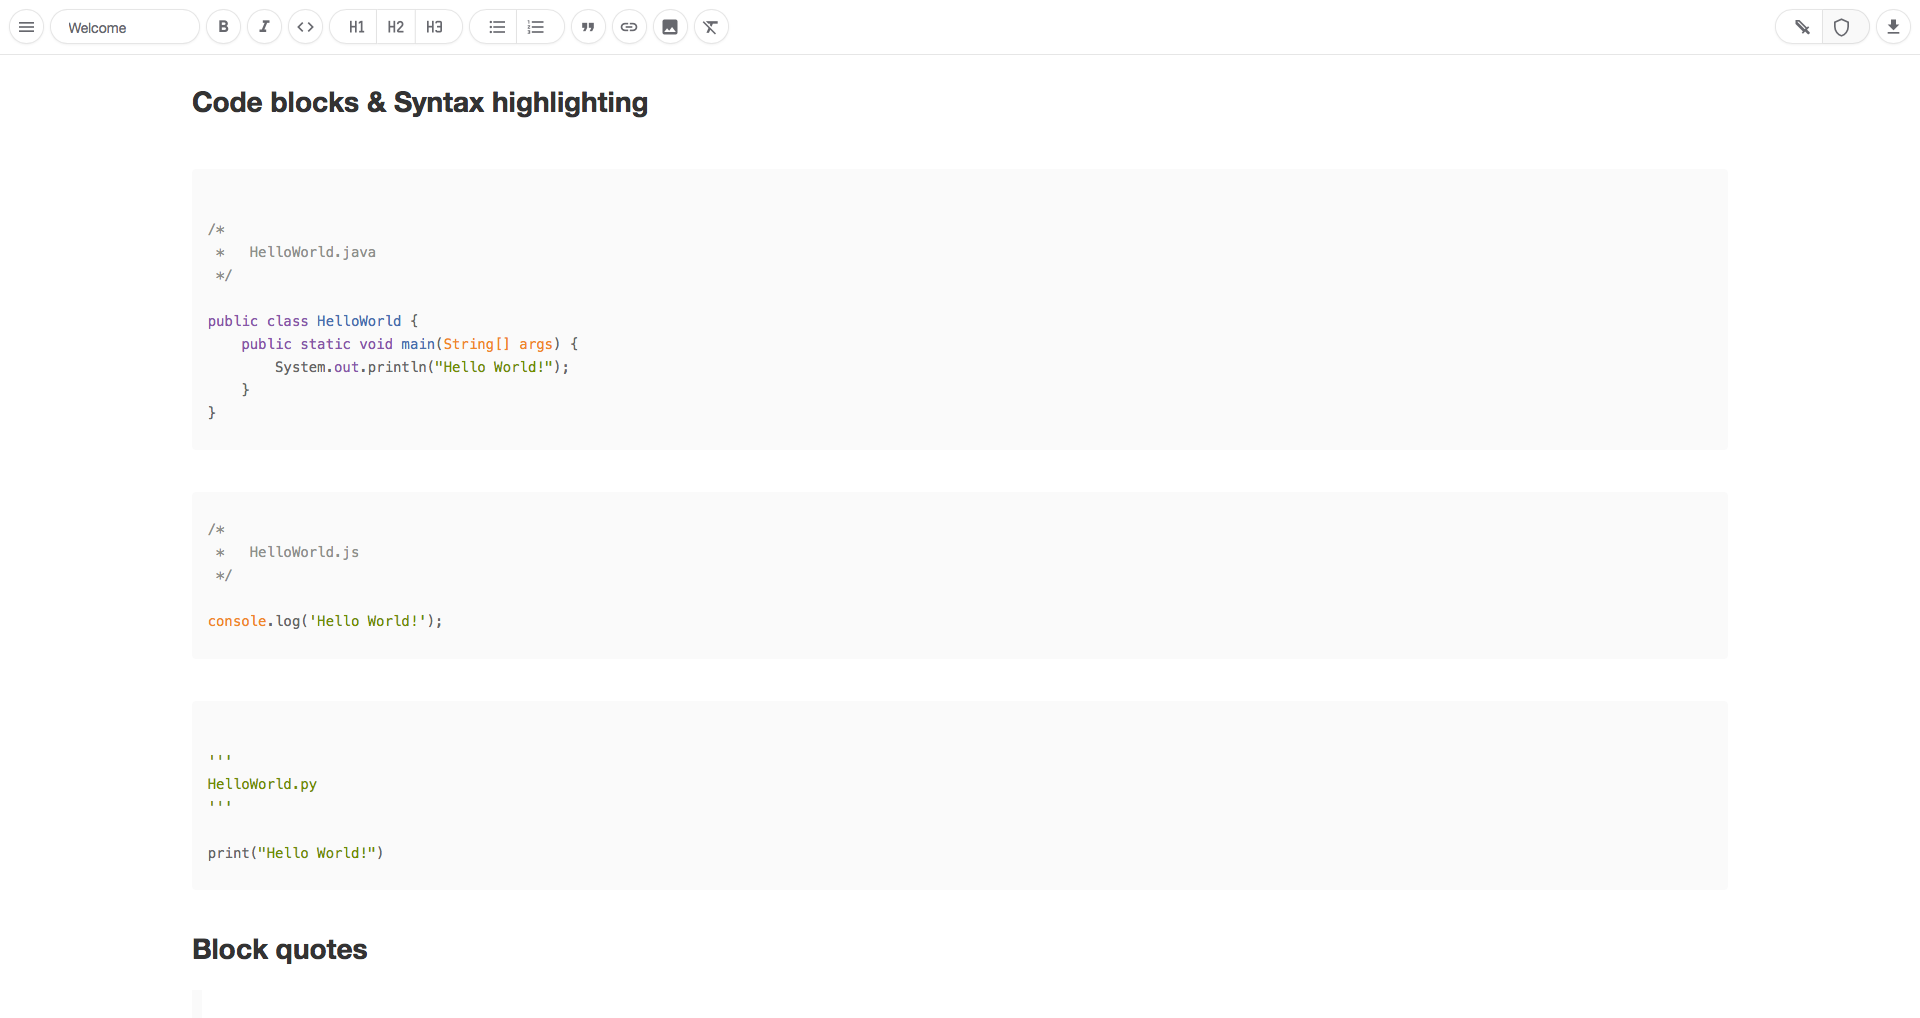 Welcome B I <> H1 H2 H3
Code blocks & Syntax highlighting
/*
 *   HelloWorld.java
 */
public class HelloWorld {
    public static void main(String[] args) {
        System.out.println("Hello World!");
    }
}
/*
 *   HelloWorld.js
 */
console.log('Hello World!');
'''
HelloWorld.py
'''
print("Hello World!")
Block quotes